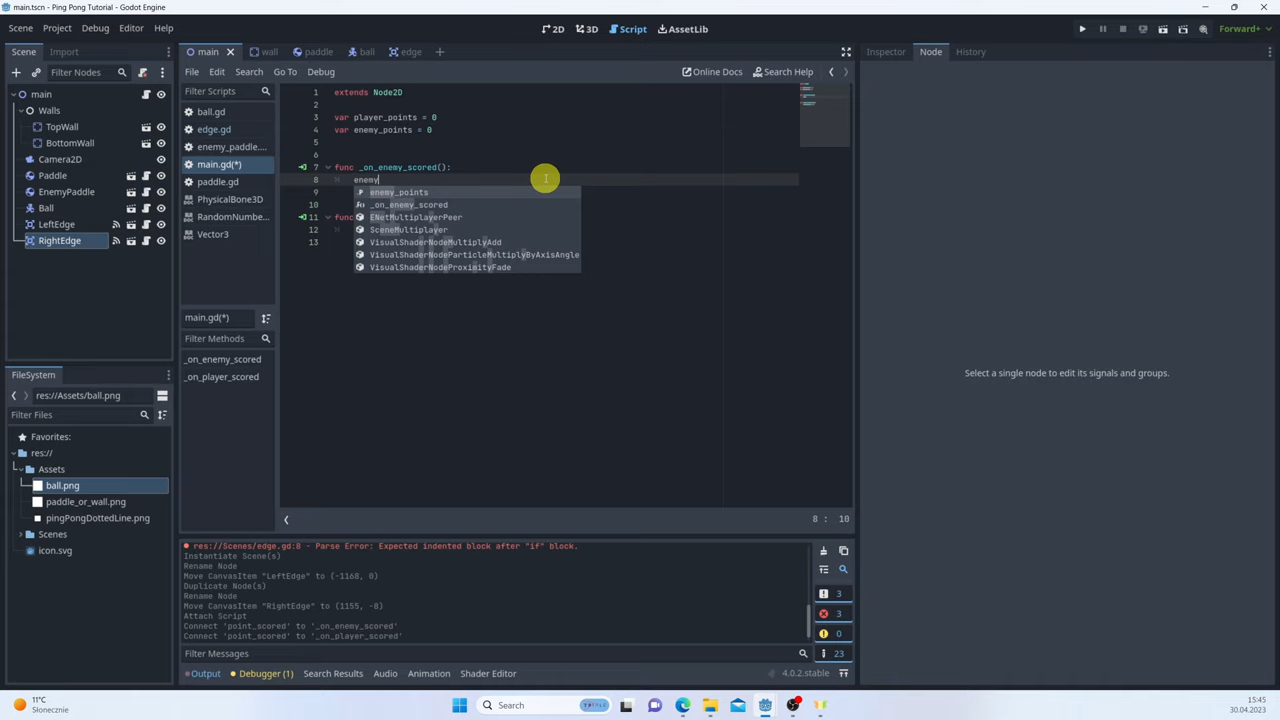 main.tscn - Ping Pong Tutorial - Godot Engine
Scene Project Debug Editor Help
2D 3D Script AssetLib
Forward+
Scene Import
Filter Nodes
main
Walls
TopWall
BottomWall
Camera2D
Paddle
EnemyPaddle
Ball
LeftEdge
RightEdge
FileSystem
res://Assets/ball.png
Filter Files
Favorites:
res://
Assets
ball.png
paddle_or_wall.png
pingPongDottedLine.png
Scenes
icon.svg
main wall paddle ball edge
File Edit Search Go To Debug
Online Docs Search Help
Filter Scripts
ball.gd
edge.gd
enemy_paddle....
main.gd(*)
paddle.gd
PhysicalBone3D
RandomNumbe...
Vector3
main.gd(*)
Filter Methods
_on_enemy_scored
_on_player_scored
1 extends Node2D
2
3 var player_points = 0
4 var enemy_points = 0
5
6
7 func _on_enemy_scored():
8 enemy
9
10
11 func
12
13
enemy_points
_on_enemy_scored
ENetMultiplayerPeer
SceneMultiplayer
VisualShaderNodeMultiplyAdd
VisualShaderNodeParticleMultiplyByAxisAngle
VisualShaderNodeProximityFade
8 : 10
res://Scenes/edge.gd:8 - Parse Error: Expected indented block after "if" block.
Instantiate Scene(s)
Rename Node
Move CanvasItem "LeftEdge" to (-1168, 0)
Duplicate Node(s)
Rename Node
Move CanvasItem "RightEdge" to (1155, -8)
Attach Script
Connect 'point_scored' to '_on_enemy_scored'
Connect 'point_scored' to '_on_player_scored'
3
3
0
23
Filter Messages
Output Debugger (1) Search Results Audio Animation Shader Editor
4.0.2.stable
Inspector Node History
Select a single node to edit its signals and groups.
11°C
Słonecznie
Search
15:45
30.04.2023